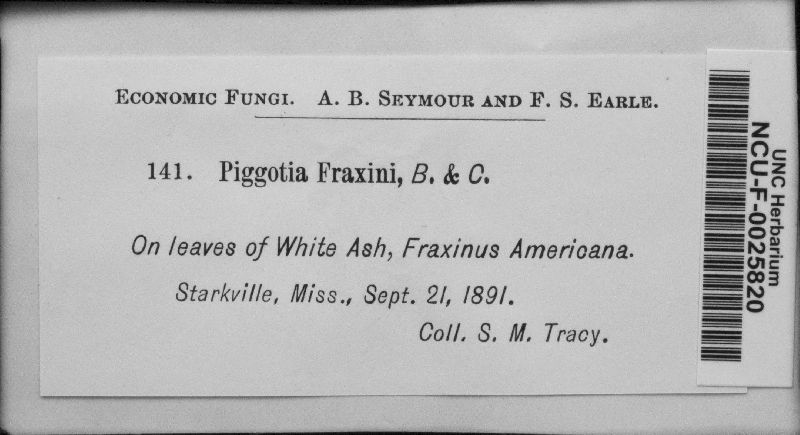 ECONOMIC FUNGI. A. B. SEYMOUR AND F. S. EARLE.
141. Piggotia Fraxini, B. & C.
On leaves of White Ash, Fraxinus Americana.
Starkville, Miss., Sept. 21, 1891.
Coll. S. M. Tracy.
UNC Herbarium
NCU-F-0025820